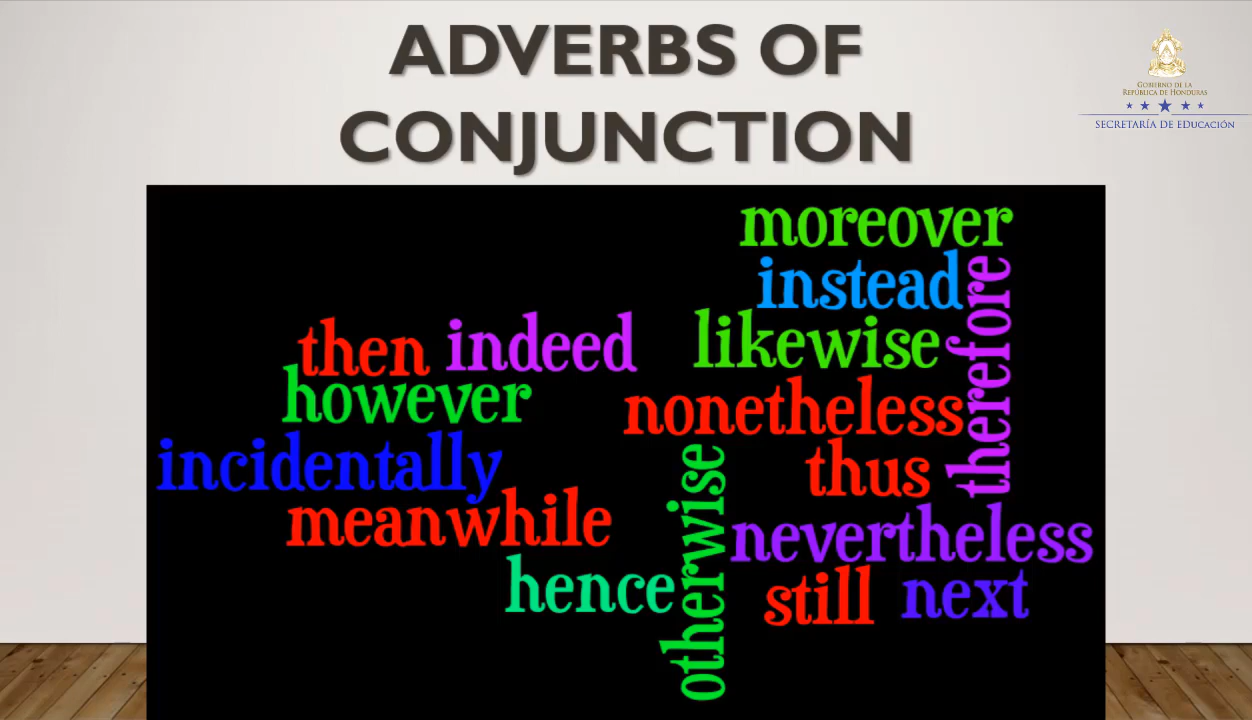 ADVERBS OF
CONJUNCTION
GOBIERNO DE LA
REPÚBLICA DE HONDURAS
SECRETARÍA DE EDUCACIÓN
moreover
instead
therefore
likewise
then
indeed
however
nonetheless
incidentally
thus
meanwhile
otherwise
nevertheless
hence
still
next